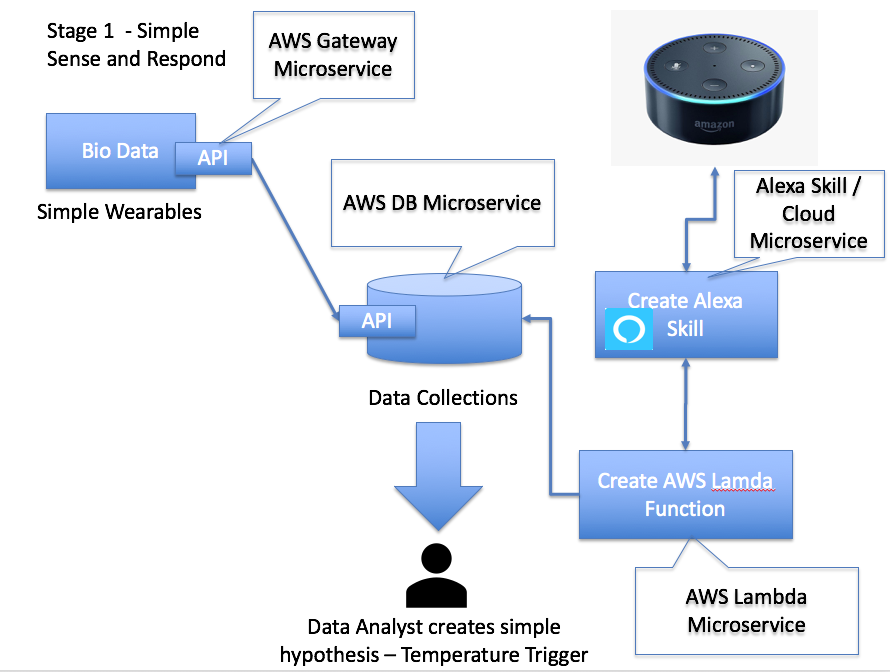 Stage 1  - Simple
Sense and Respond
AWS Gateway
Microservice
amazon
Bio Data
API
Simple Wearables
AWS DB Microservice
Alexa Skill /
Cloud
Microservice
API
Create Alexa
Skill
Data Collections
Create AWS Lamda
Function
AWS Lambda
Microservice
Data Analyst creates simple
hypothesis – Temperature Trigger